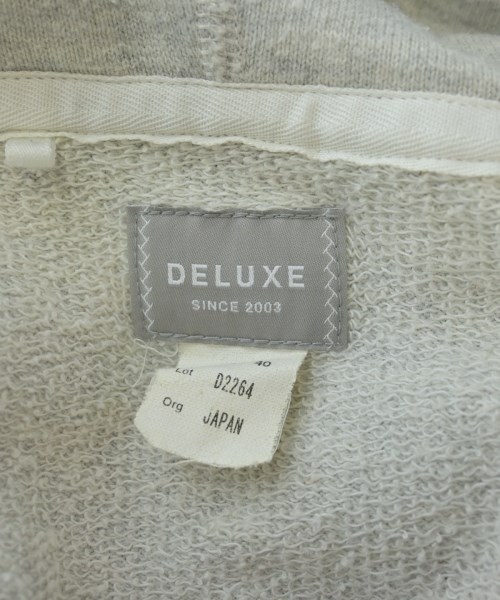 DELUXE
SINCE 2003
40
Lot D2264
Org JAPAN